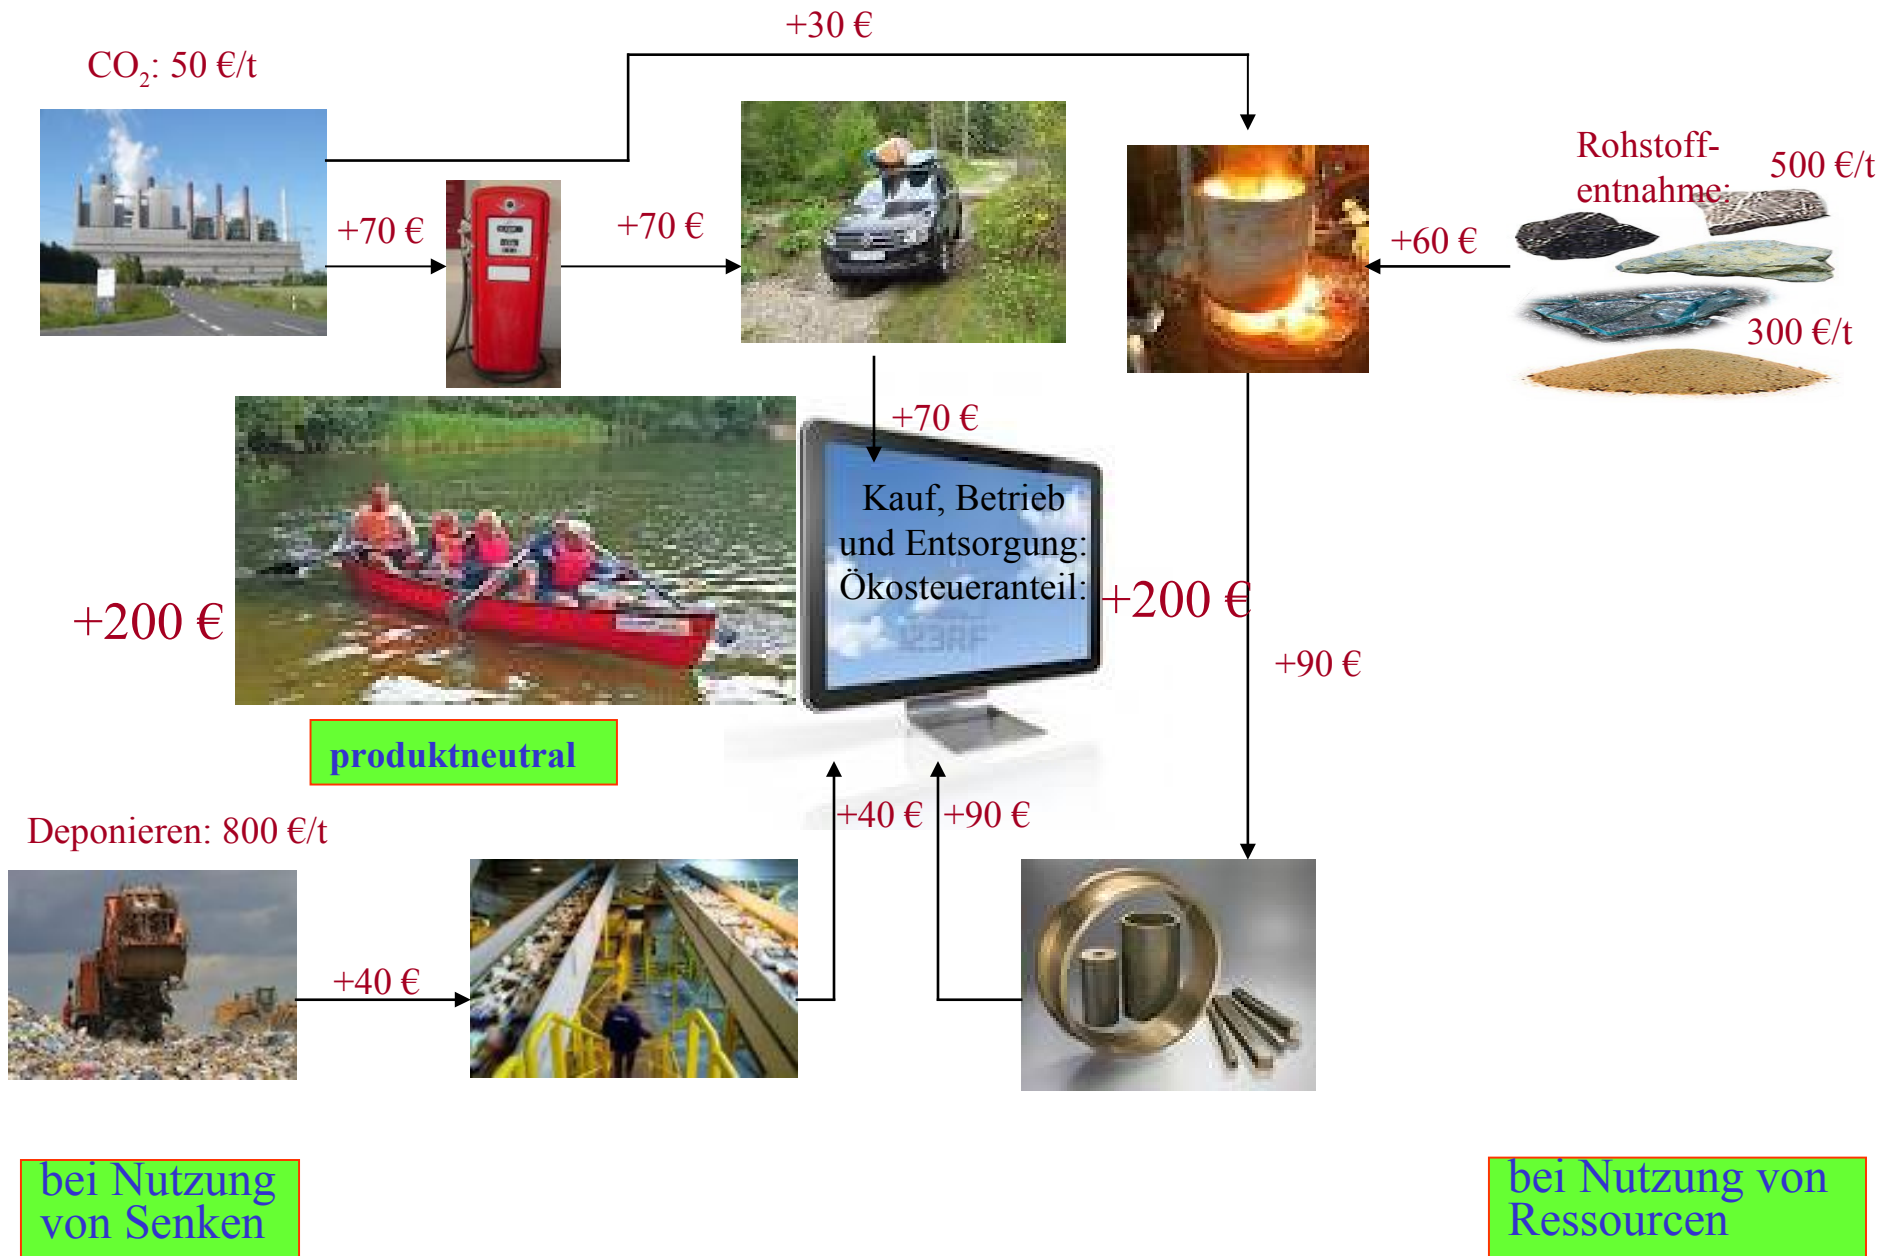 +30 €
CO₂: 50 €/t
Rohstoff-
entnahme:
500 €/t
+70 €
+70 €
+60 €
300 €/t
+70 €
Kauf, Betrieb
und Entsorgung:
Ökosteueranteil:
+200 €
+200 €
123RF
+90 €
produktneutral
+40 €
+90 €
Deponieren: 800 €/t
+40 €
bei Nutzung
von Senken
bei Nutzung von
Ressourcen